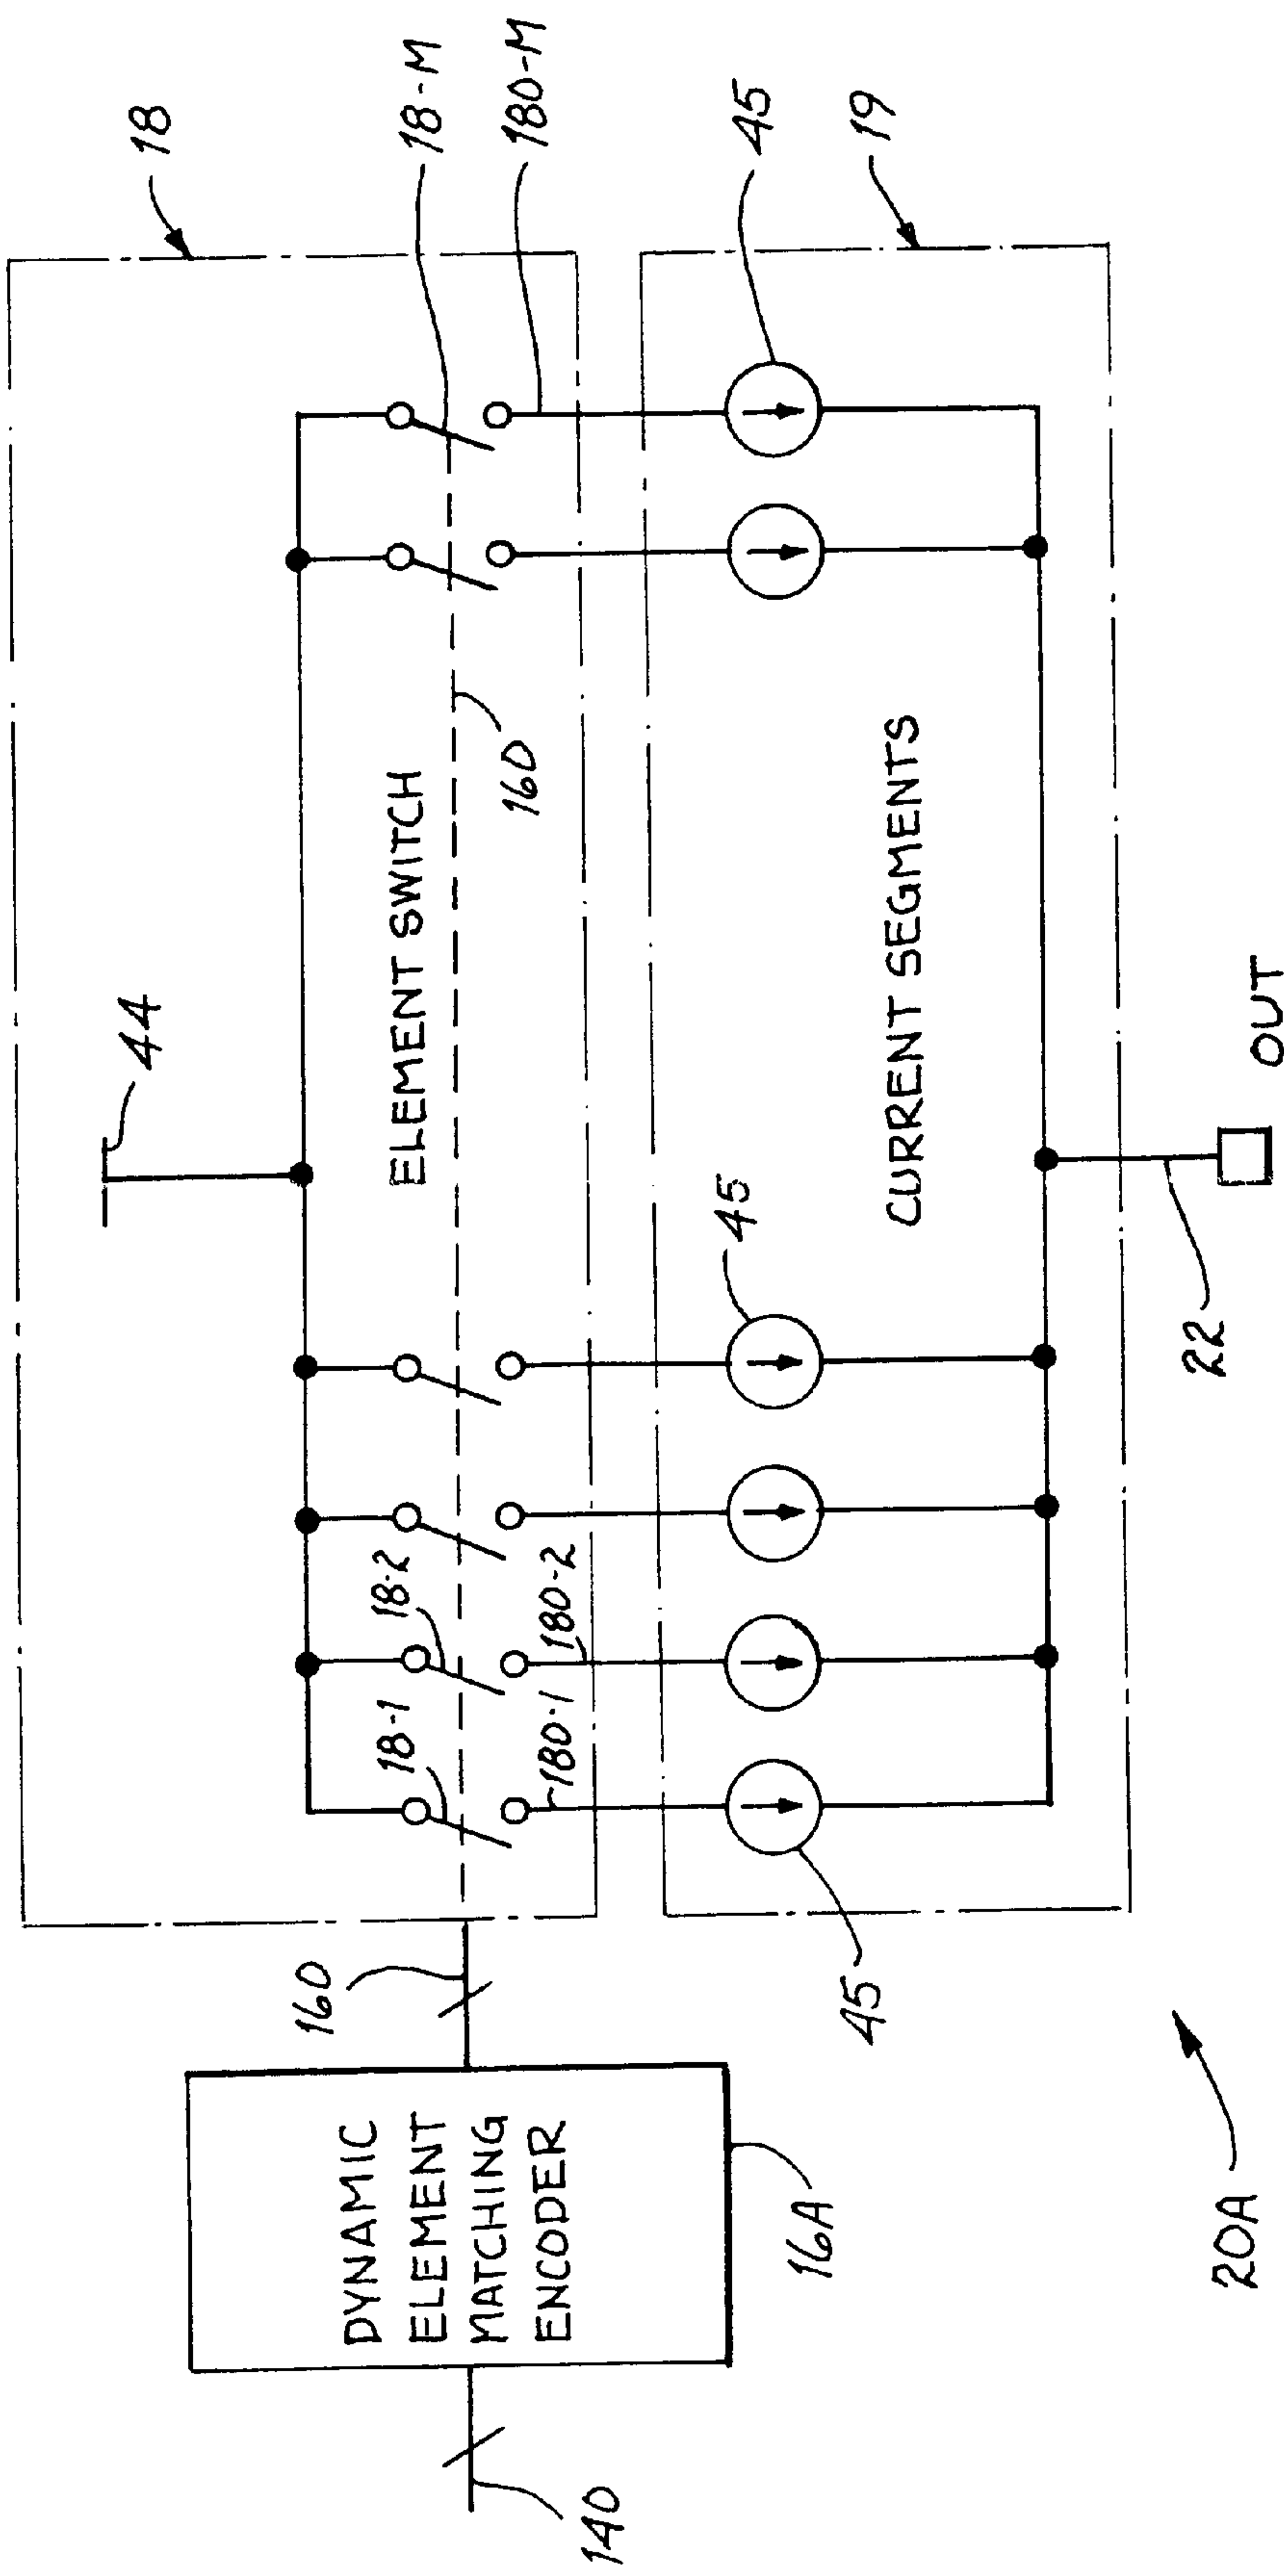 18
18-M
180-M
44
ELEMENT SWITCH
160
45
19
CURRENT SEGMENTS
45
18-1
18-2
180-1
180-2
160
DYNAMIC
ELEMENT
MATCHING
ENCODER
140
16A
45
22
OUT
20A